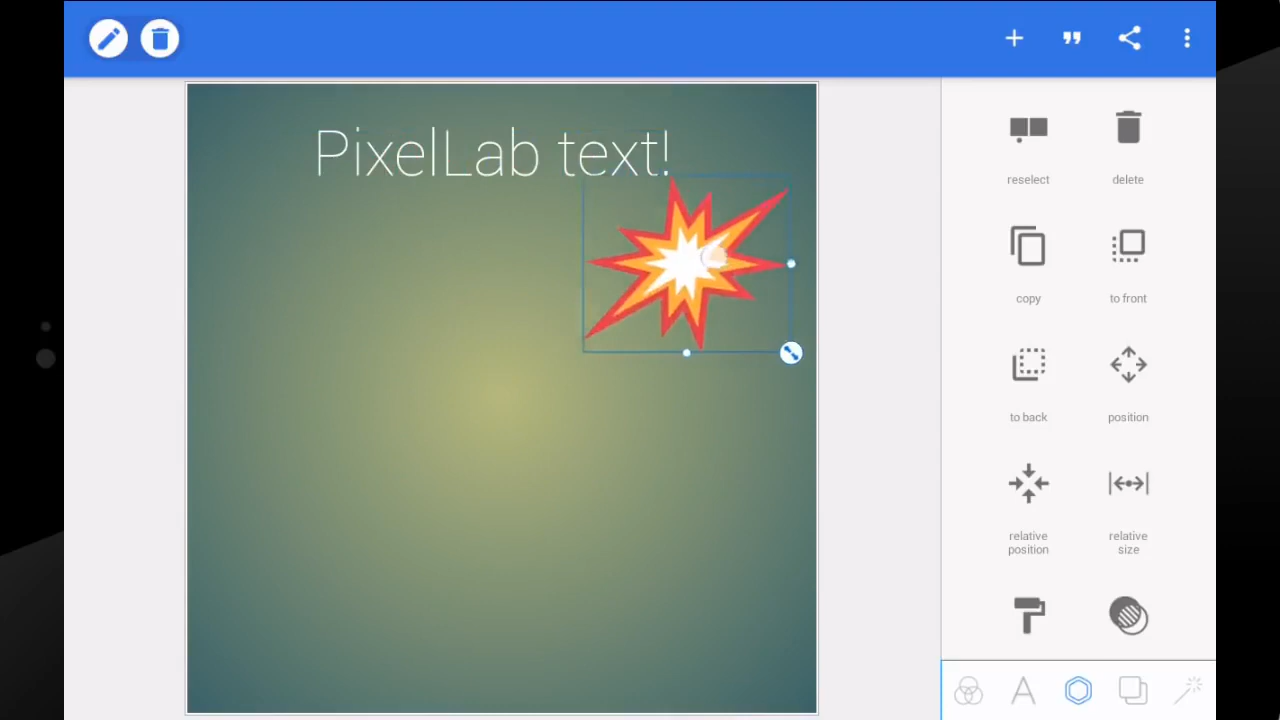 PixelLab text!
reselect
delete
copy
to front
to back
position
relative
position
relative
size